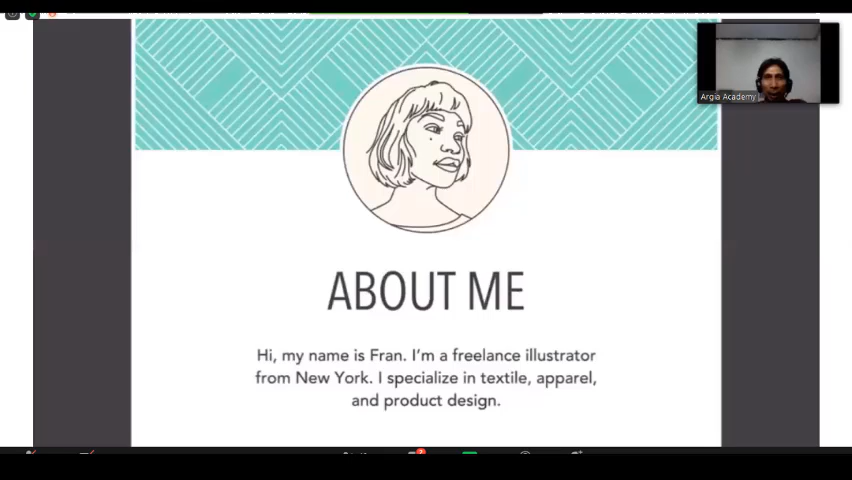 Argia Academy
ABOUT ME
Hi, my name is Fran. I'm a freelance illustrator
from New York. I specialize in textile, apparel,
and product design.